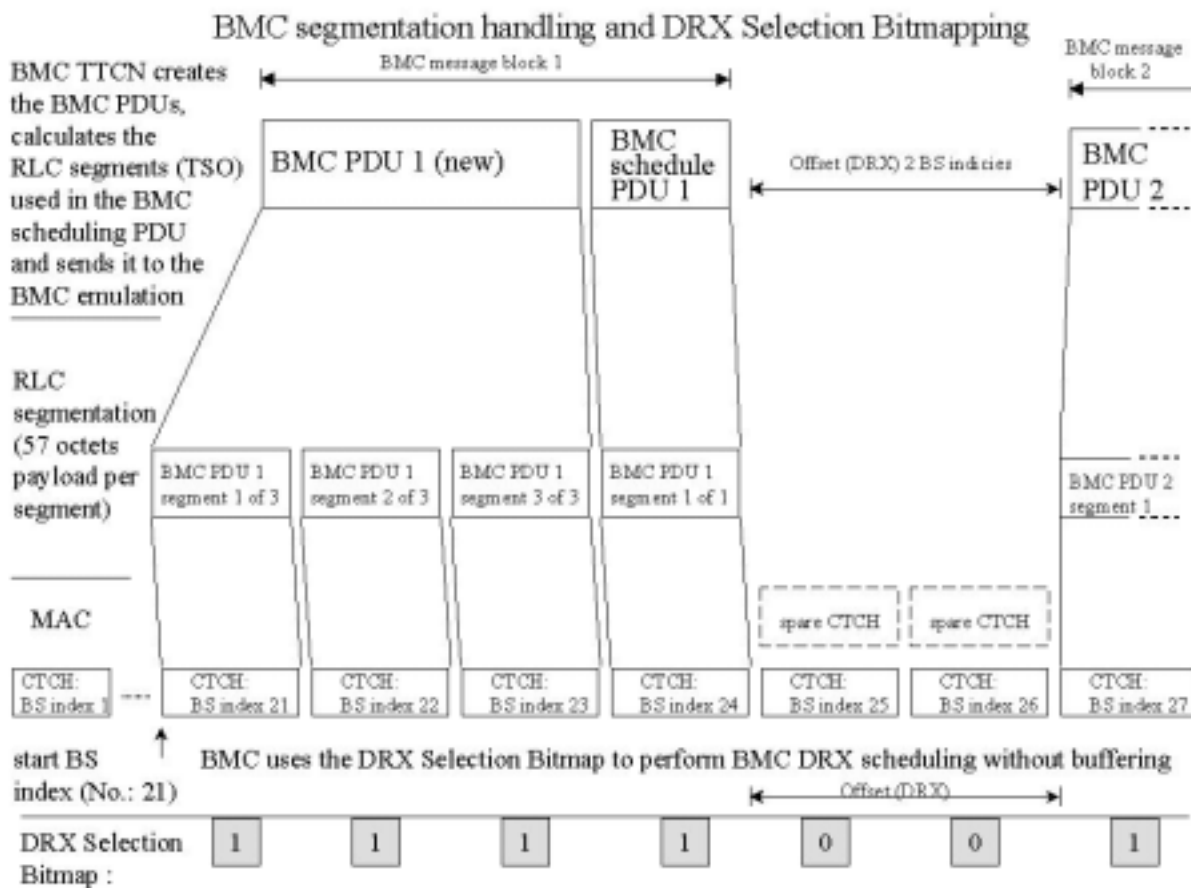 BMC segmentation handling and DRX Selection Bitmapping
BMC message block 1
BMC message
block 2
BMC TTCN creates
the BMC PDUs,
calculates the
RLC segments (TSO)
used in the BMC
scheduling PDU
and sends it to the
BMC emulation
BMC PDU 1 (new)
BMC
schedule
PDU 1
Offset (DRX) 2 BS indicies
BMC
PDU 2
RLC
segmentation
(57 octets
payload per
segment)
BMC PDU 1
segment 1 of 3
BMC PDU 1
segment 2 of 3
BMC PDU 1
segment 3 of 3
BMC PDU 1
segment 1 of 1
BMC PDU 2
segment 1
MAC
spare CTCH
spare CTCH
CTCH:
BS index 1
CTCH:
BS index 21
CTCH:
BS index 22
CTCH:
BS index 23
CTCH:
BS index 24
CTCH:
BS index 25
CTCH:
BS index 26
CTCH:
BS index 27
start BS
index (No.: 21)
BMC uses the DRX Selection Bitmap to perform BMC DRX scheduling without buffering
Offset (DRX)
DRX Selection
Bitmap :
1 1 1 1 0 0 1